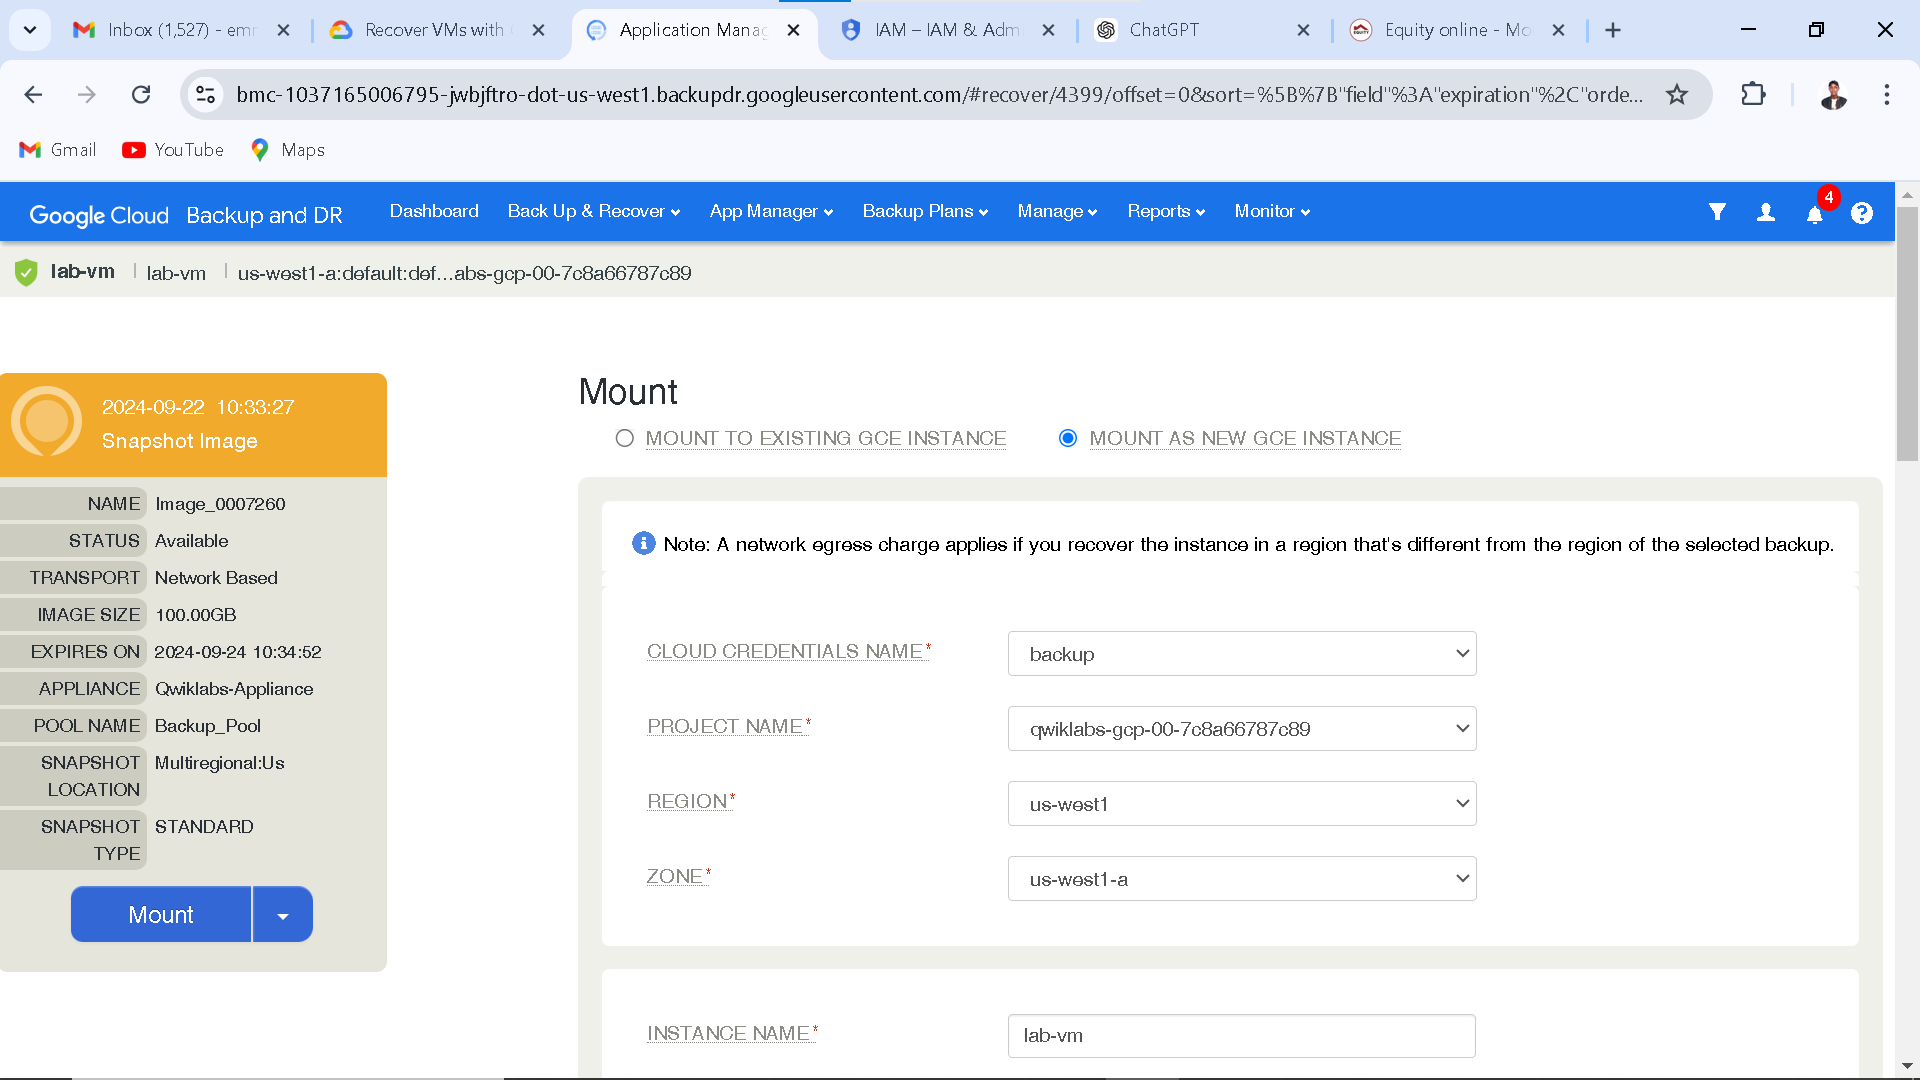 Inbox (1,527) - em
Recover VMs with
Application Manag
IAM – IAM & Adm
ChatGPT
Equity online - Mo
bmc-1037165006795-jwbjftro-dot-us-west1.backupdr.googleusercontent.com/#recover/4399/offset=0&sort=%5B%7B"field"%3A"expiration"%2C"orde...
Gmail
YouTube
Maps
Google Cloud Backup and DR
Dashboard
Back Up & Recover
App Manager
Backup Plans
Manage
Reports
Monitor
4
lab-vm
lab-vm
us-west1-a:default:def...abs-gcp-00-7c8a66787c89
2024-09-22 10:33:27
Snapshot Image
NAME Image_0007260
STATUS Available
TRANSPORT Network Based
IMAGE SIZE 100.00GB
EXPIRES ON 2024-09-24 10:34:52
APPLIANCE Qwiklabs-Appliance
POOL NAME Backup_Pool
SNAPSHOT LOCATION Multiregional:Us
SNAPSHOT TYPE STANDARD
Mount
Mount
MOUNT TO EXISTING GCE INSTANCE
MOUNT AS NEW GCE INSTANCE
Note: A network egress charge applies if you recover the instance in a region that's different from the region of the selected backup.
CLOUD CREDENTIALS NAME* backup
PROJECT NAME* qwiklabs-gcp-00-7c8a66787c89
REGION* us-west1
ZONE* us-west1-a
INSTANCE NAME* lab-vm